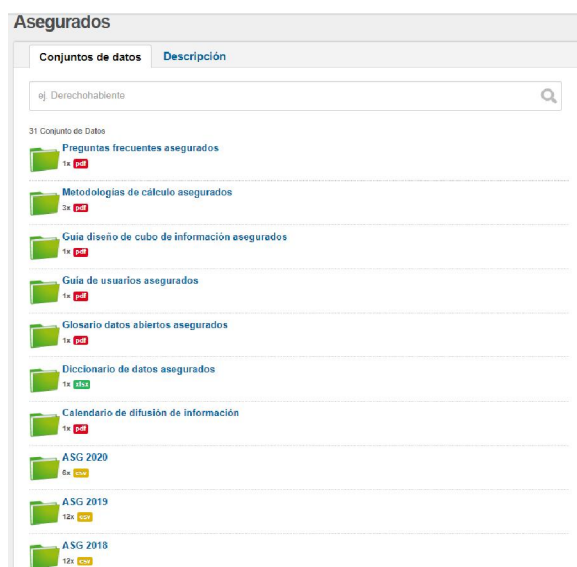 Asegurados
Conjuntos de datos Descripción
ej. Derechohabiente
31 Conjunto de Datos
Preguntas frecuentes asegurados
1x pdf
Metodologías de cálculo asegurados
3x pdf
Guia diseño de cubo de información asegurados
1x pdf
Guía de usuarios asegurados
1x pdf
Glosario datos abiertos asegurados
1x pdf
Diccionario de datos asegurados
1x xlsx
Calendario de difusión de información
1x pdf
ASG 2020
6x csv
ASG 2019
12x csv
ASG 2018
12x csv